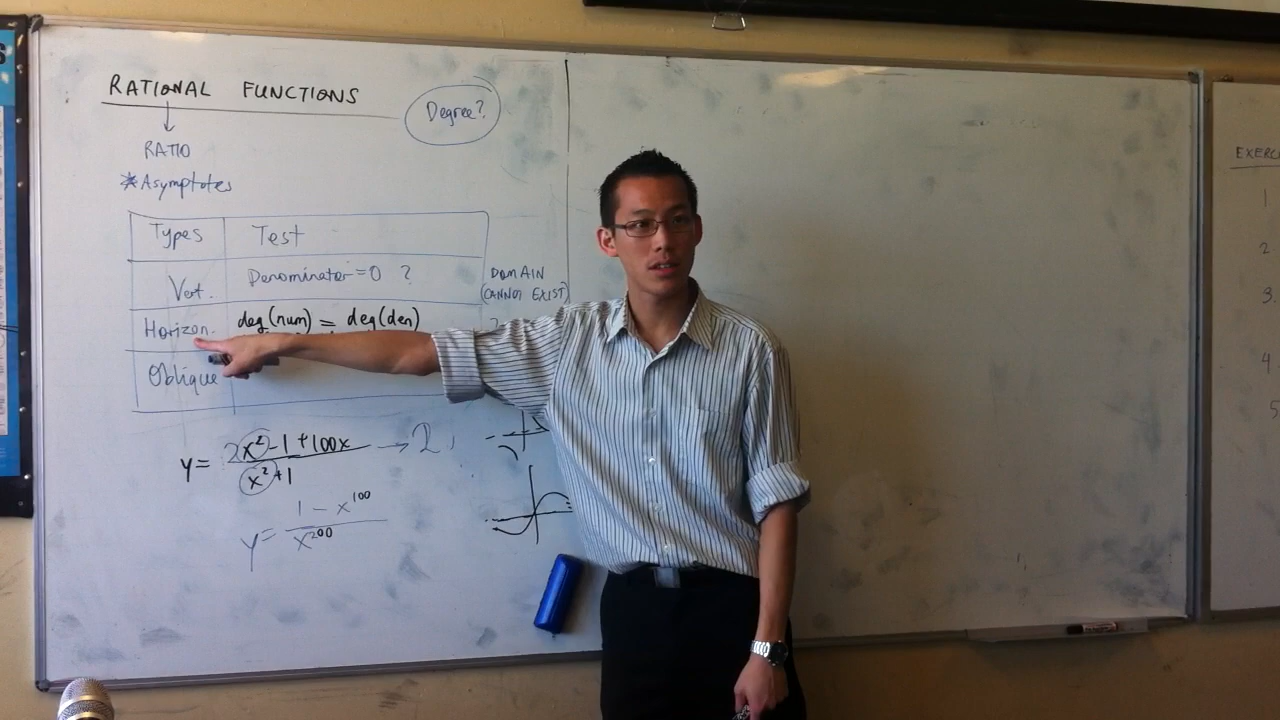 RATIONAL FUNCTIONS
Degree?
RATIO
*Asymptotes
Types Test
Vert. Denominator=0 ?
DOMAIN
(CANNOT EXIST)
Horizon. deg(num) = deg(den)
Oblique
y= 2x²-1+100x → 2
x²+1
y= 1-x¹⁰⁰
x²⁰⁰
1
2
3.
4.
5